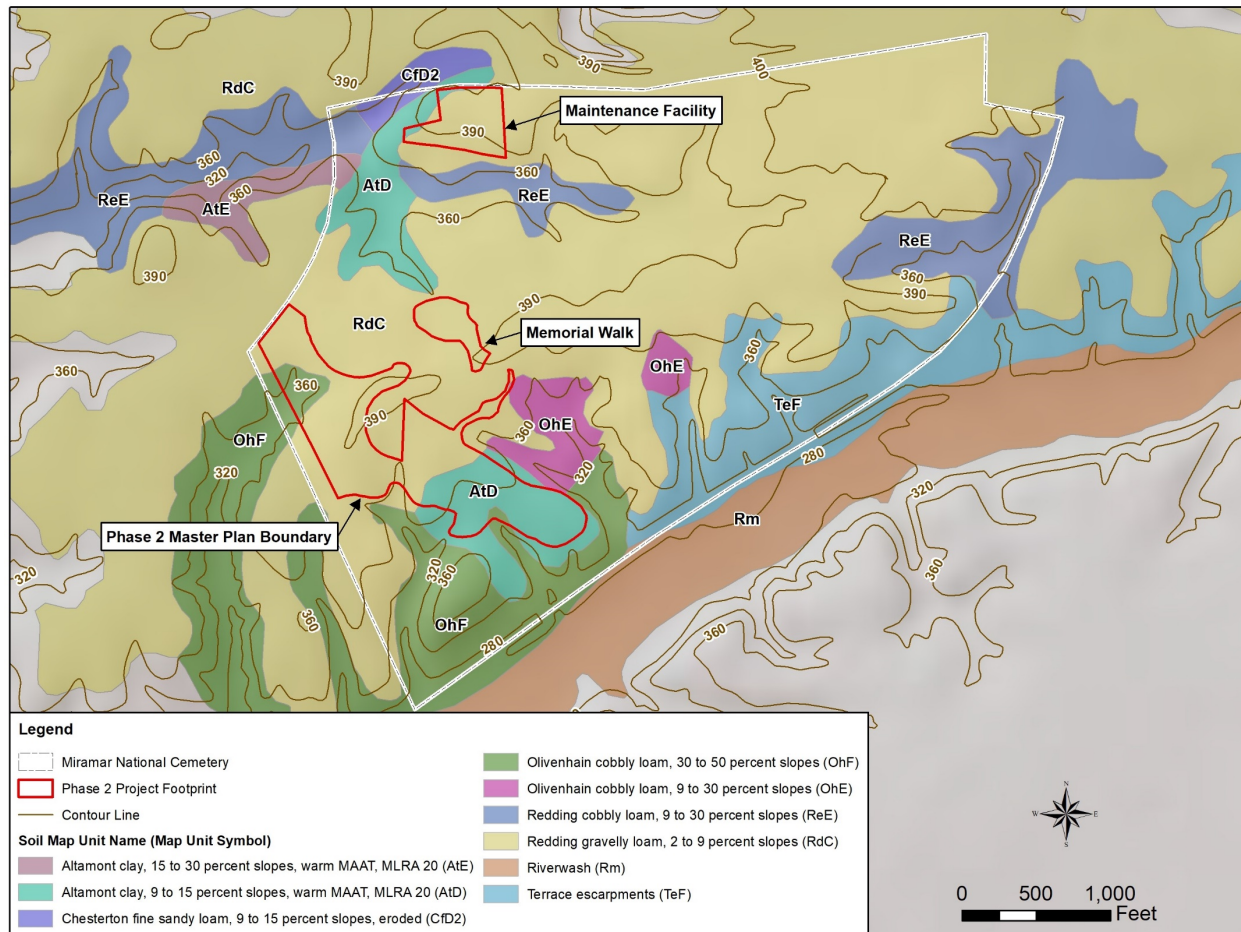 390
400
CfD2
390
RdC
Maintenance Facility
390
360
320
360
AtD
360
ReE
AtE
ReE
360
ReE
360
390
390
390
RdC
Memorial Walk
360
360
OhE
360
TeF
390
OhE
OhF
360
320
320
280
320
AtD
Rm
Phase 2 Master Plan Boundary
320
360
320
360
360
OhF
280
360
Legend
Miramar National Cemetery
Phase 2 Project Footprint
Contour Line
Soil Map Unit Name (Map Unit Symbol)
Altamont clay, 15 to 30 percent slopes, warm MAAT, MLRA 20 (AtE)
Altamont clay, 9 to 15 percent slopes, warm MAAT, MLRA 20 (AtD)
Chesterton fine sandy loam, 9 to 15 percent slopes, eroded (CfD2)
Olivenhain cobbly loam, 30 to 50 percent slopes (OhF)
Olivenhain cobbly loam, 9 to 30 percent slopes (OhE)
Redding cobbly loam, 9 to 30 percent slopes (ReE)
Redding gravelly loam, 2 to 9 percent slopes (RdC)
Riverwash (Rm)
Terrace escarpments (TeF)
N
W
E
S
0 500 1,000
Feet